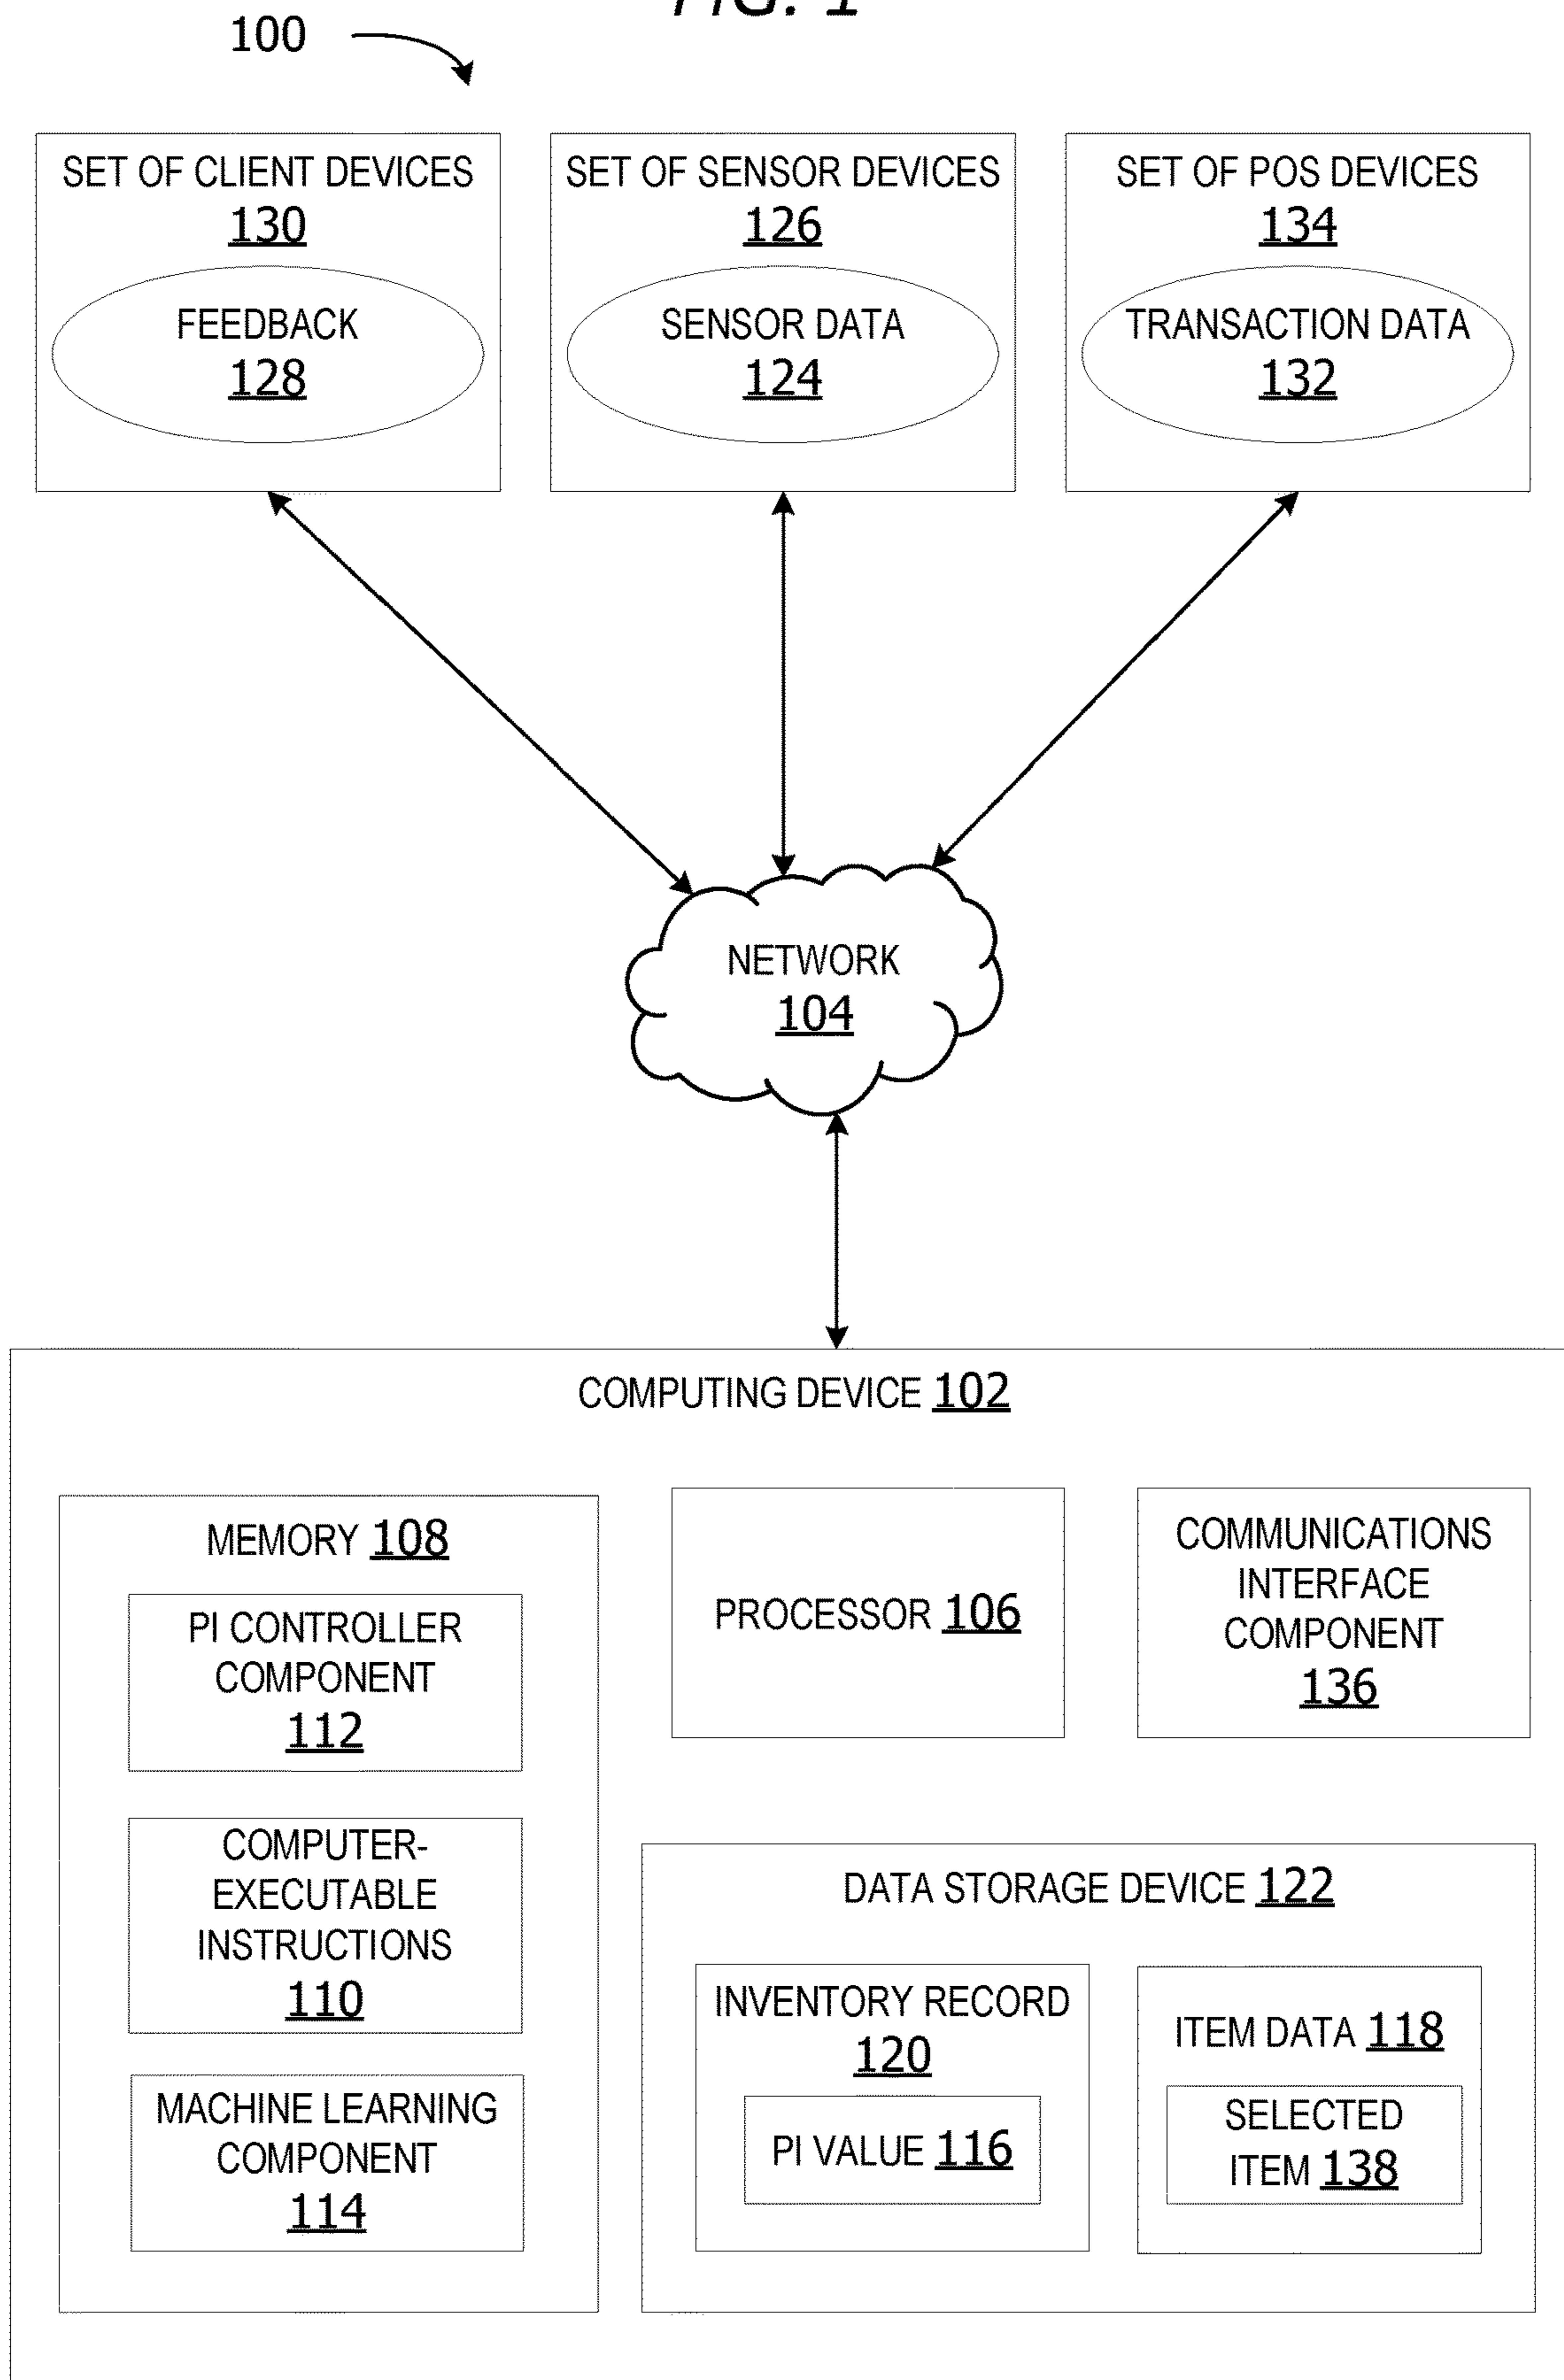 FIG. 1
100
SET OF CLIENT DEVICES
130
FEEDBACK
128
SET OF SENSOR DEVICES
126
SENSOR DATA
124
SET OF POS DEVICES
134
TRANSACTION DATA
132
NETWORK
104
COMPUTING DEVICE 102
MEMORY 108
PI CONTROLLER
COMPONENT
112
COMPUTER-
EXECUTABLE
INSTRUCTIONS
110
MACHINE LEARNING
COMPONENT
114
PROCESSOR 106
COMMUNICATIONS
INTERFACE
COMPONENT
136
DATA STORAGE DEVICE 122
INVENTORY RECORD
120
PI VALUE 116
ITEM DATA 118
SELECTED
ITEM 138